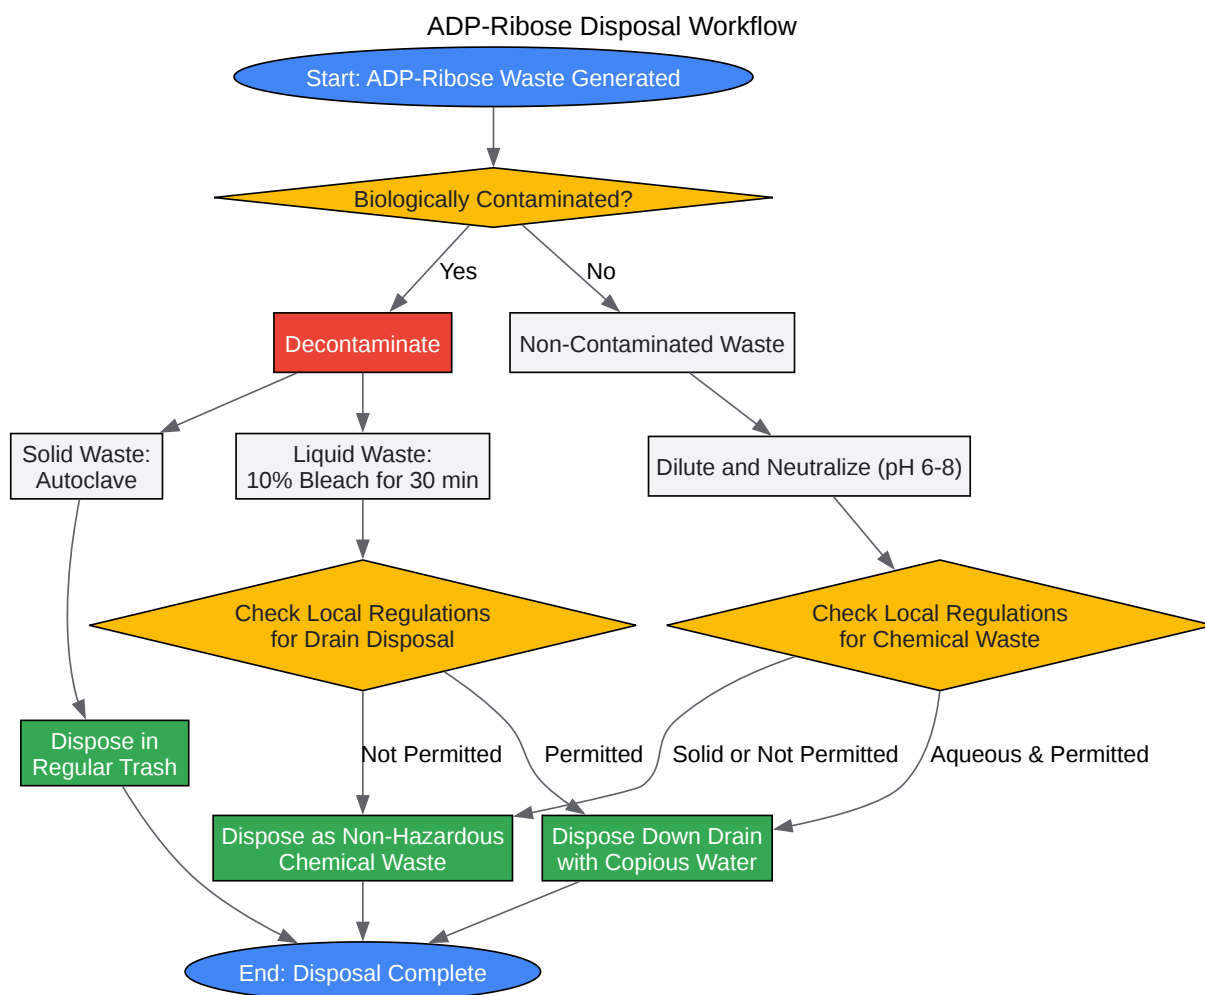 ADP-Ribose Disposal Workflow
Start: ADP-Ribose Waste Generated
Biologically Contaminated?
Yes
No
Decontaminate
Non-Contaminated Waste
Solid Waste:
Autoclave
Liquid Waste:
10% Bleach for 30 min
Dilute and Neutralize (pH 6-8)
Check Local Regulations
for Drain Disposal
Check Local Regulations
for Chemical Waste
Dispose in
Regular Trash
Not Permitted
Permitted
Solid or Not Permitted
Aqueous & Permitted
Dispose as Non-Hazardous
Chemical Waste
Dispose Down Drain
with Copious Water
End: Disposal Complete